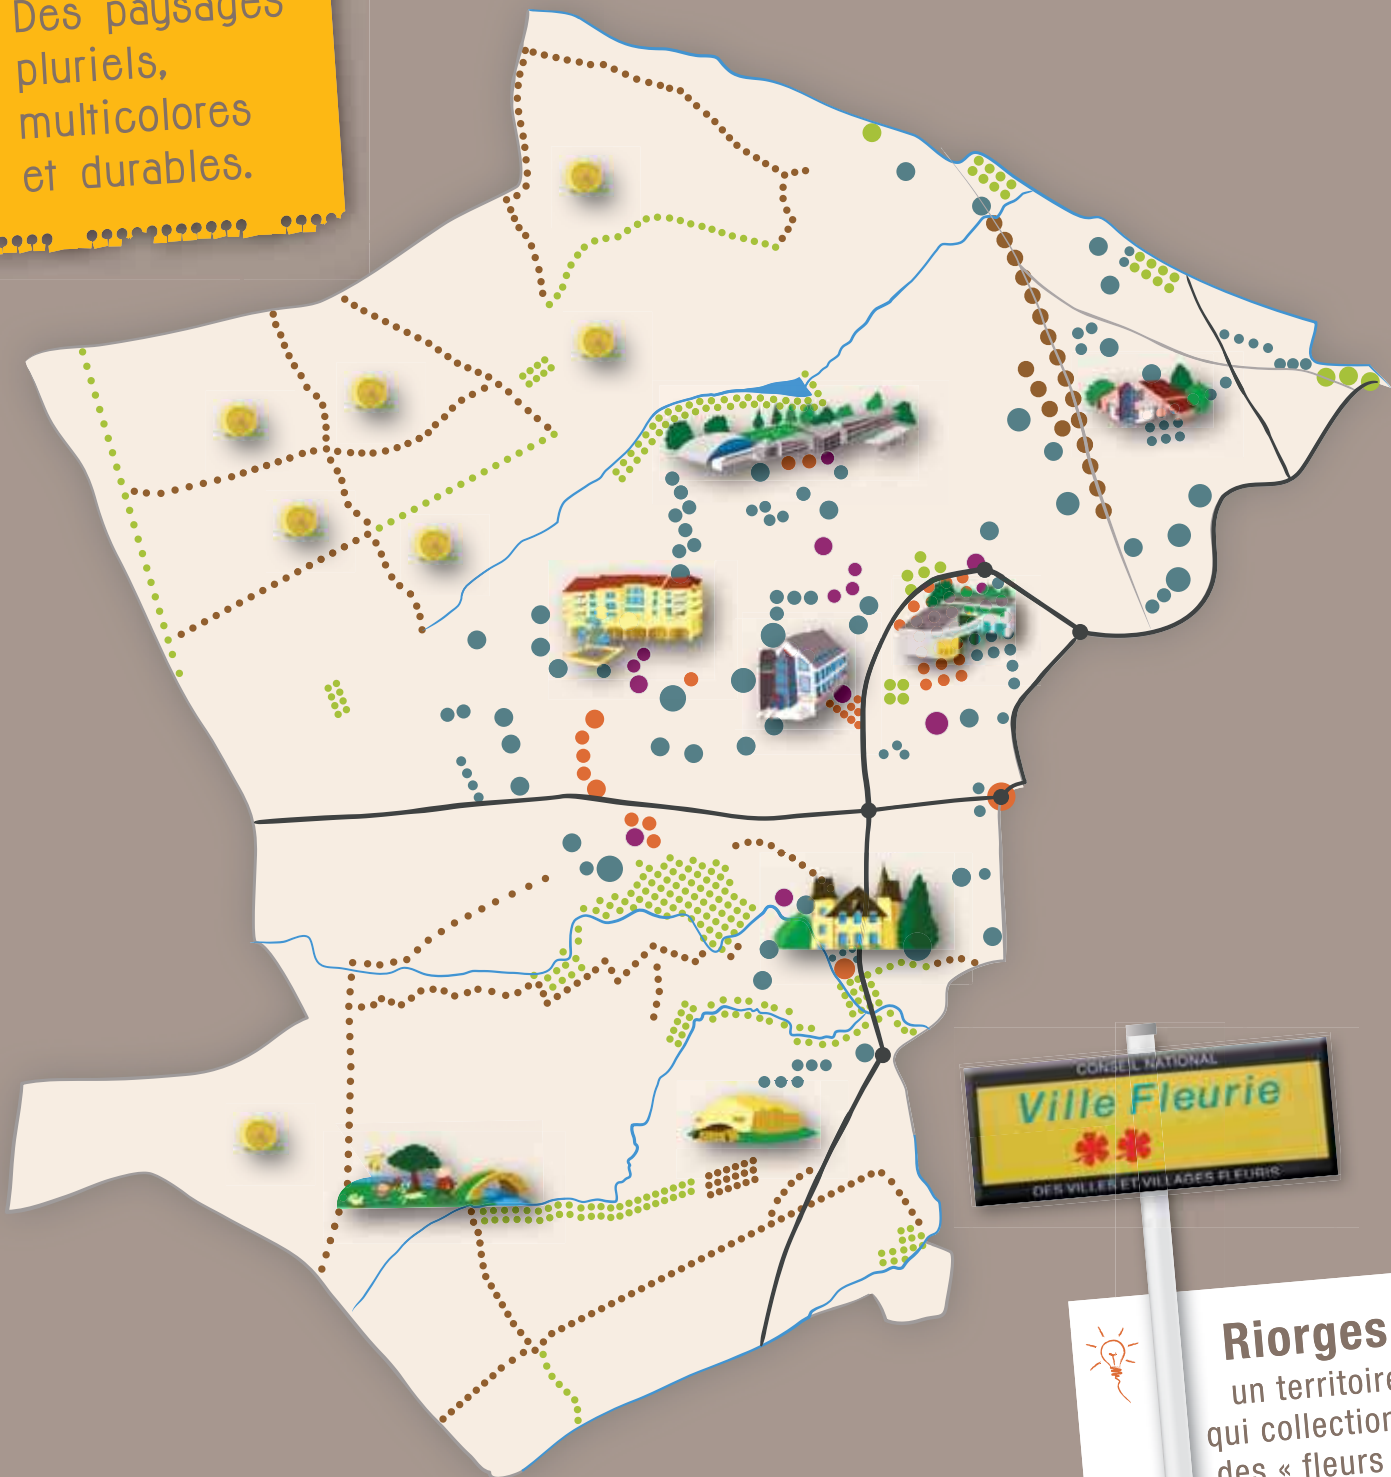 Des paysages
pluriels,
multicolores
et durables.
CONSEIL NATIONAL
Ville Fleurie
DES VILLES ET VILLAGES FLEURIS
Riorges
un territoire
qui collection
des « fleurs